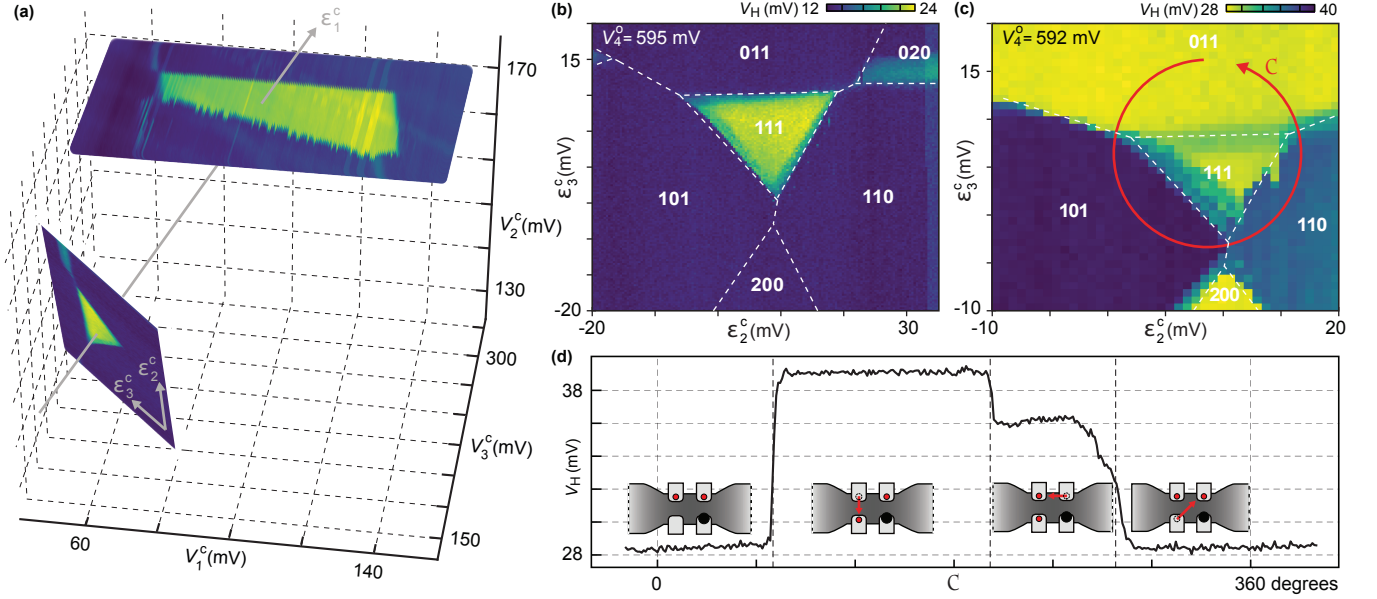 (a)
ε₁ᶜ
170
V₂ᶜ(mV)
130
300
V₃ᶜ(mV)
150
ε₃ᶜ
ε₂ᶜ
60
V₁ᶜ(mV)
140
(b)
V_H (mV) 12 24
V₄ᵒ= 595 mV
011
020
15
111
101
110
200
ε₃ᶜ(mV)
-20
-20
ε₂ᶜ(mV)
30
(c)
V_H (mV) 28 40
V₄ᵒ= 592 mV
011
C
15
111
101
110
200
ε₃ᶜ(mV)
-10
-10
ε₂ᶜ(mV)
20
(d)
38
V_H (mV)
28
0
C
360 degrees